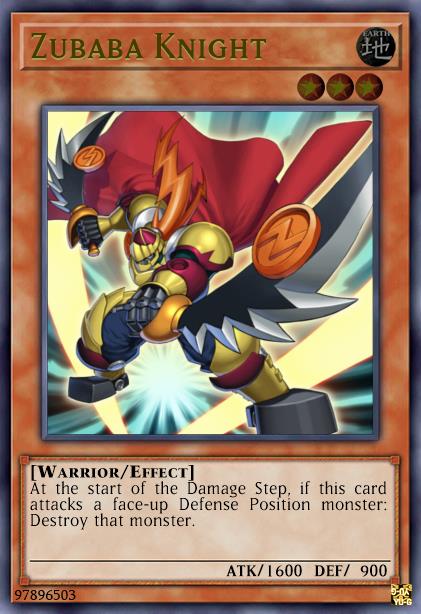 ZUBABA KNIGHT
EARTH
地
[WARRIOR/EFFECT]
At the start of the Damage Step, if this card
attacks a face-up Defense Position monster:
Destroy that monster.
ATK/1600 DEF/ 900
97896503